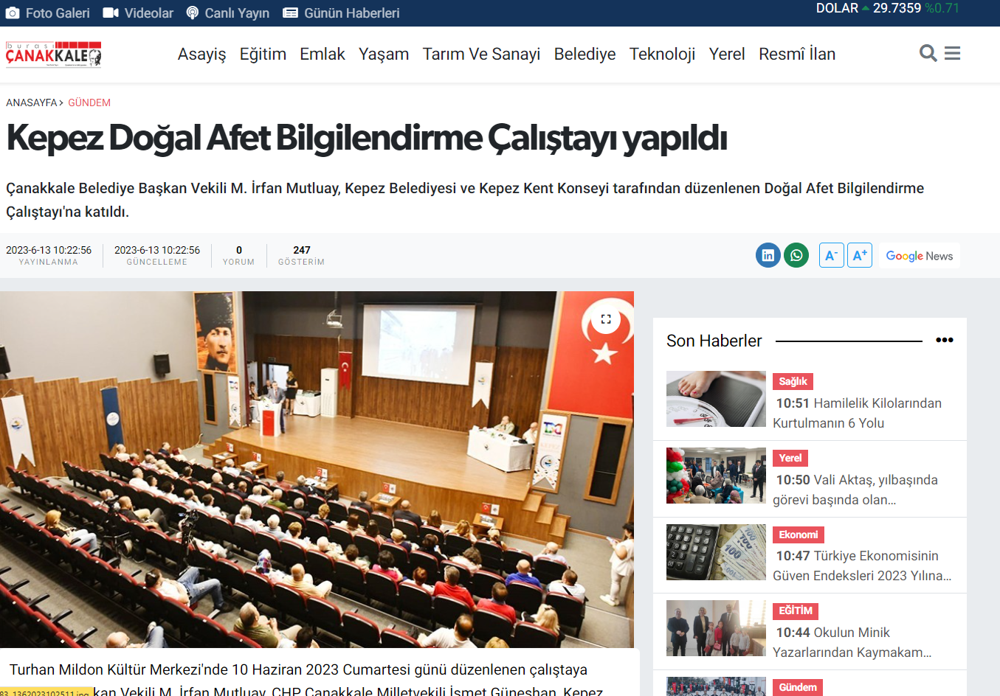 Foto Galeri Videolar Canlı Yayın Günün Haberleri
DOLAR 29.7359 %0.71
burası
ÇANAKKALE
Asayiş Eğitim Emlak Yaşam Tarım Ve Sanayi Belediye Teknoloji Yerel Resmî İlan
ANASAYFA > GÜNDEM
Kepez Doğal Afet Bilgilendirme Çalıştayı yapıldı
Çanakkale Belediye Başkan Vekili M. İrfan Mutluay, Kepez Belediyesi ve Kepez Kent Konseyi tarafından düzenlenen Doğal Afet Bilgilendirme
Çalıştayı'na katıldı.
2023-6-13 10:22:56 2023-6-13 10:22:56 0 247
YAYINLANMA GÜNCELLEME YORUM GÖSTERİM
in A- A+ Google News
Son Haberler
Sağlık
10:51 Hamilelik Kilolarından
Kurtulmanın 6 Yolu
Yerel
10:50 Vali Aktaş, yılbaşında
görevi başında olan...
Ekonomi
10:47 Türkiye Ekonomisinin
Güven Endeksleri 2023 Yılına...
EĞİTİM
10:44 Okulun Minik
Yazarlarından Kaymakam...
Gündem
Turhan Mildon Kültür Merkezi'nde 10 Haziran 2023 Cumartesi günü düzenlenen çalıştaya
83_1362023102511.jpg
kan Vekili M. İrfan Mutluay, CHP Çanakkale Milletvekili İsmet Güneşhan, Kepez